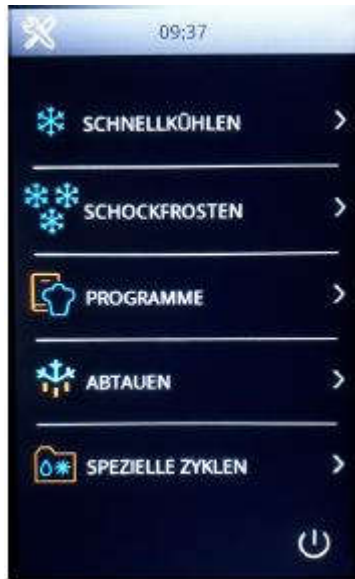 09:37
SCHNELLKÜHLEN
SCHOCKFROSTEN
PROGRAMME
ABTAUEN
SPEZIELLE ZYKLEN